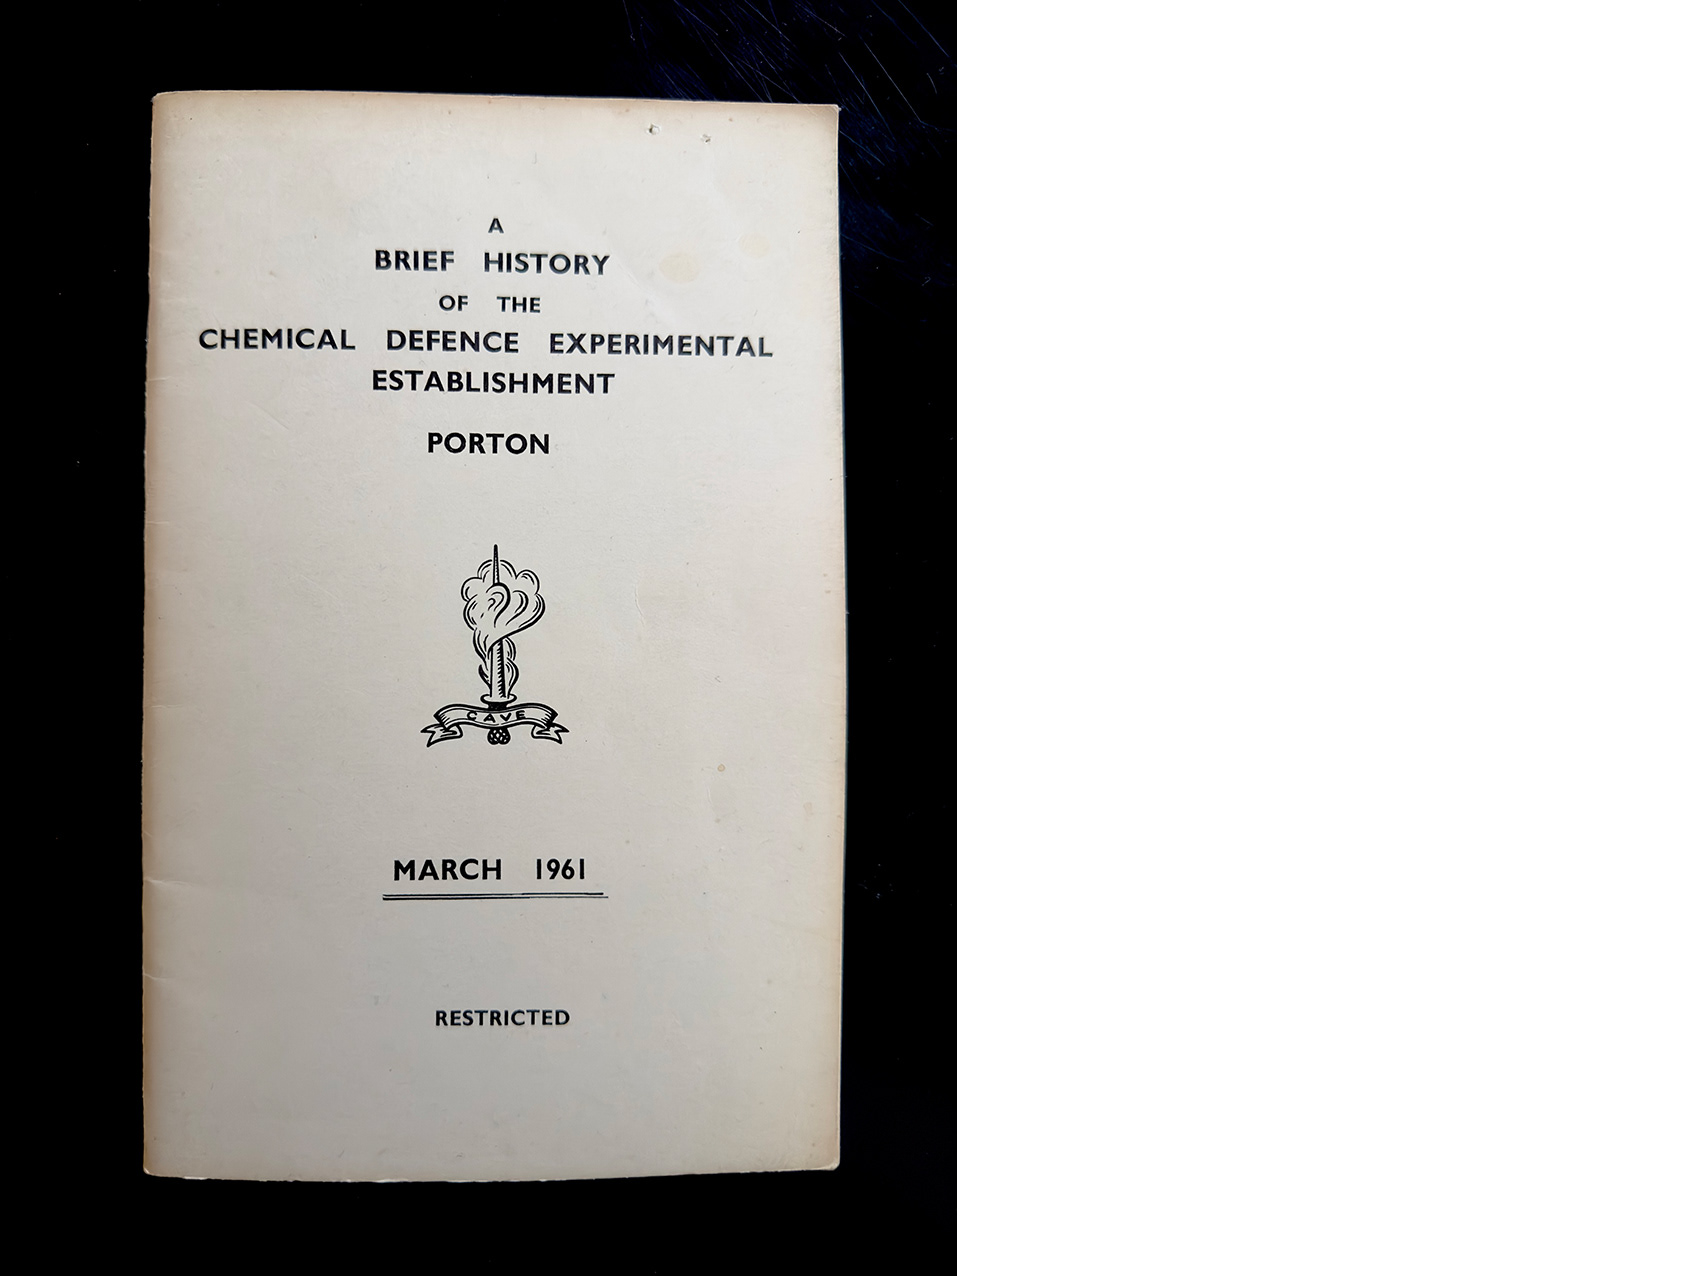 A
BRIEF HISTORY
OF THE
CHEMICAL DEFENCE EXPERIMENTAL
ESTABLISHMENT
PORTON
CAVE
MARCH 1961
RESTRICTED